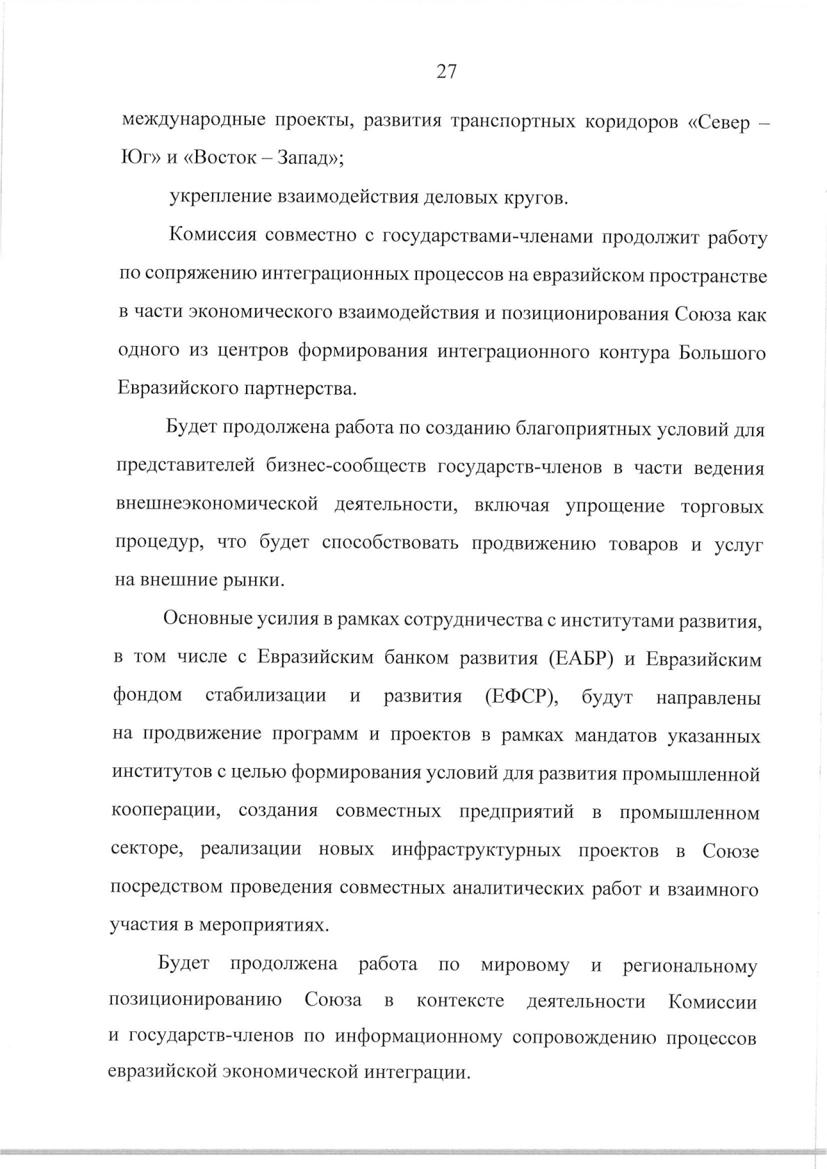 27
международные проекты, развития транспортных коридоров «Север –
Юг» и «Восток – Запад»;
укрепление взаимодействия деловых кругов.
Комиссия совместно с государствами-членами продолжит работу
по сопряжению интеграционных процессов на евразийском пространстве
в части экономического взаимодействия и позиционирования Союза как
одного из центров формирования интеграционного контура Большого
Евразийского партнерства.
Будет продолжена работа по созданию благоприятных условий для
представителей бизнес-сообществ государств-членов в части ведения
внешнеэкономической деятельности, включая упрощение торговых
процедур, что будет способствовать продвижению товаров и услуг
на внешние рынки.
Основные усилия в рамках сотрудничества с институтами развития,
в том числе с Евразийским банком развития (ЕАБР) и Евразийским
фондом стабилизации и развития (ЕФСР), будут направлены
на продвижение программ и проектов в рамках мандатов указанных
институтов с целью формирования условий для развития промышленной
кооперации, создания совместных предприятий в промышленном
секторе, реализации новых инфраструктурных проектов в Союзе
посредством проведения совместных аналитических работ и взаимного
участия в мероприятиях.
Будет продолжена работа по мировому и региональному
позиционированию Союза в контексте деятельности Комиссии
и государств-членов по информационному сопровождению процессов
евразийской экономической интеграции.